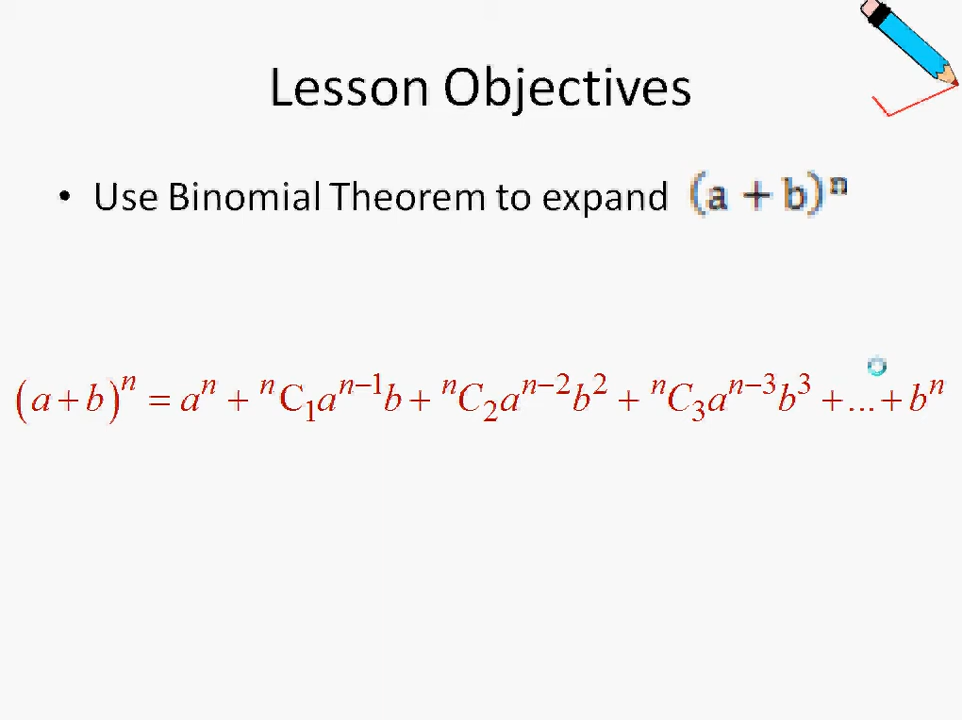 Lesson Objectives
• Use Binomial Theorem to expand (a + b)ⁿ
(a + b)ⁿ = aⁿ + ⁿC₁aⁿ⁻¹b + ⁿC₂aⁿ⁻²b² + ⁿC₃aⁿ⁻³b³ + ... + bⁿ